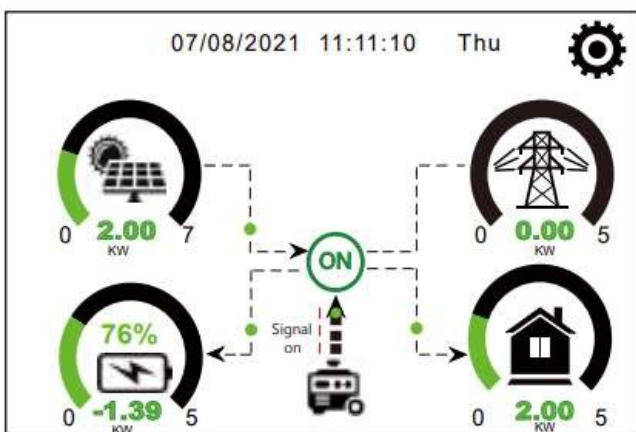 07/08/2021 11:11:10 Thu
0 2.00 7
KW
0 0.00 5
KW
ON
Signal
on
76%
0 -1.39 5
KW
0 2.00 5
KW